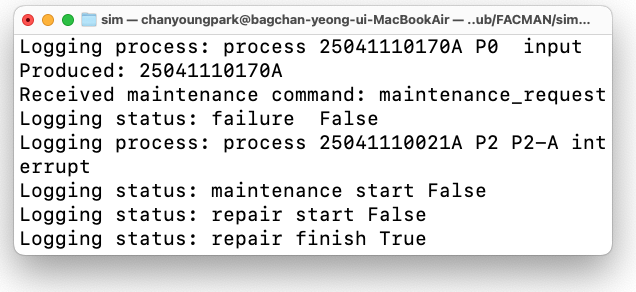 sim — chanyoungpark@bagchan-yeong-ui-MacBookAir — ..ub/FACMAN/sim...
Logging process: process 25041110170A P0  input
Produced: 25041110170A
Received maintenance command: maintenance_request
Logging status: failure  False
Logging process: process 25041110021A P2 P2-A int
errupt
Logging status: maintenance start False
Logging status: repair start False
Logging status: repair finish True